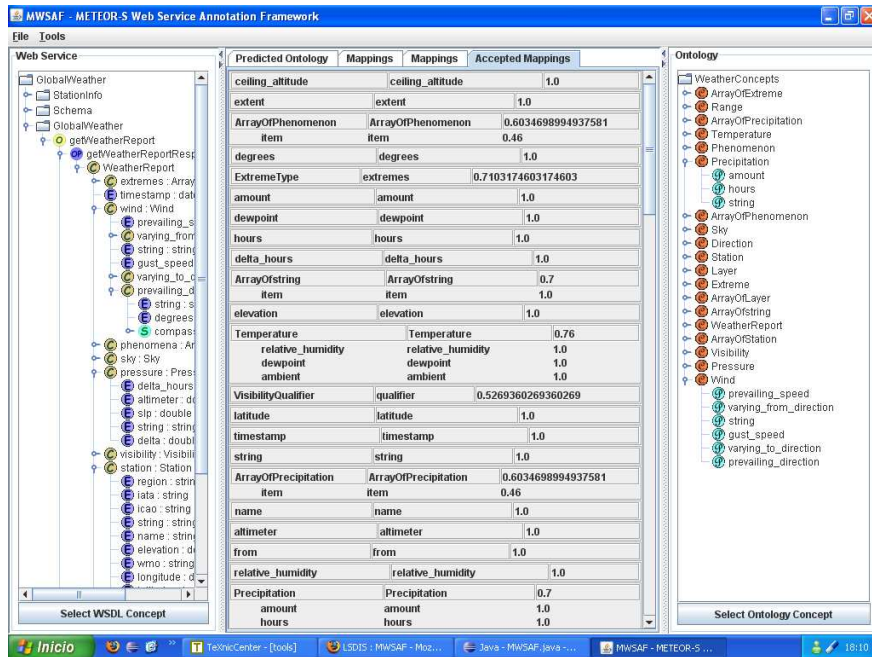 MWSAF - METEOR-S Web Service Annotation Framework
File Tools
Web Service
GlobalWeather
StationInfo
Schema
GlobalWeather
getWeatherReport
getWeatherReportResp
WeatherReport
extremes : Array
timestamp : date
wind : Wind
prevailing_s
varying_from
string : string
gust_speed
varying_to_d
prevailing_d
string : s
degrees
compas
phenomena : Ar
sky : Sky
pressure : Pres
delta_hours
altimeter : do
slp : double
string : string
delta : doubl
visibility : Visibili
station : Station
region : strin
iata : string
icao : string
string : string
name : string
elevation : do
wmo : string
longitude : d
Select WSDL Concept
Predicted Ontology Mappings Mappings Accepted Mappings
ceiling_altitude ceiling_altitude 1.0
extent extent 1.0
ArrayOfPhenomenon ArrayOfPhenomenon 0.6034698994937581
item item 0.46
degrees degrees 1.0
ExtremeType extremes 0.7103174603174603
amount amount 1.0
dewpoint dewpoint 1.0
hours hours 1.0
delta_hours delta_hours 1.0
ArrayOfstring ArrayOfstring 0.7
item item 1.0
elevation elevation 1.0
Temperature Temperature 0.76
relative_humidity relative_humidity 1.0
dewpoint dewpoint 1.0
ambient ambient 1.0
VisibilityQualifier qualifier 0.5269360269360269
latitude latitude 1.0
timestamp timestamp 1.0
string string 1.0
ArrayOfPrecipitation ArrayOfPrecipitation 0.6034698994937581
item item 0.46
name name 1.0
altimeter altimeter 1.0
from from 1.0
relative_humidity relative_humidity 1.0
Precipitation Precipitation 0.7
amount amount 1.0
hours hours 1.0
Ontology
WeatherConcepts
ArrayOfExtreme
Range
ArrayOfPrecipitation
Temperature
Phenomenon
Precipitation
amount
hours
string
ArrayOfPhenomenon
Sky
Direction
Station
Layer
Extreme
ArrayOfLayer
ArrayOfstring
WeatherReport
ArrayOfStation
Visibility
Pressure
Wind
prevailing_speed
varying_from_direction
string
gust_speed
varying_to_direction
prevailing_direction
Select Ontology Concept
Inicio TeXnicCenter - [tools] LSDIS : MWSAF - Moz... Java - MWSAF.java -... MWSAF - METEOR-S ... 18:10